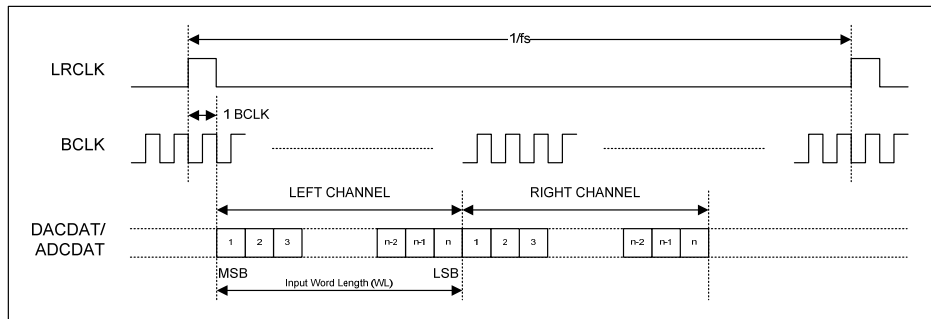 1/fs
LRCLK
1 BCLK
BCLK
LEFT CHANNEL
RIGHT CHANNEL
DACDAT/
ADCDAT
1 2 3 n-2 n-1 n 1 2 3 n-2 n-1 n
MSB LSB
Input Word Length (WL)